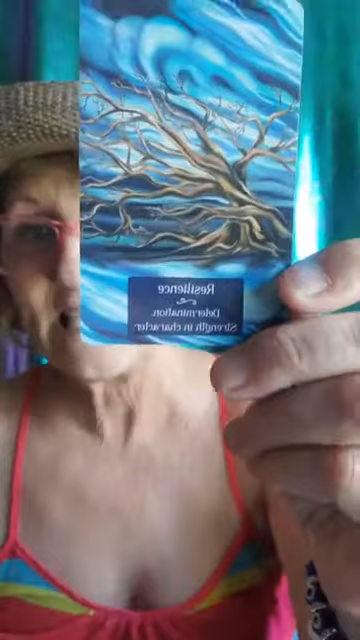 Resilience
Determination.
Strength in character